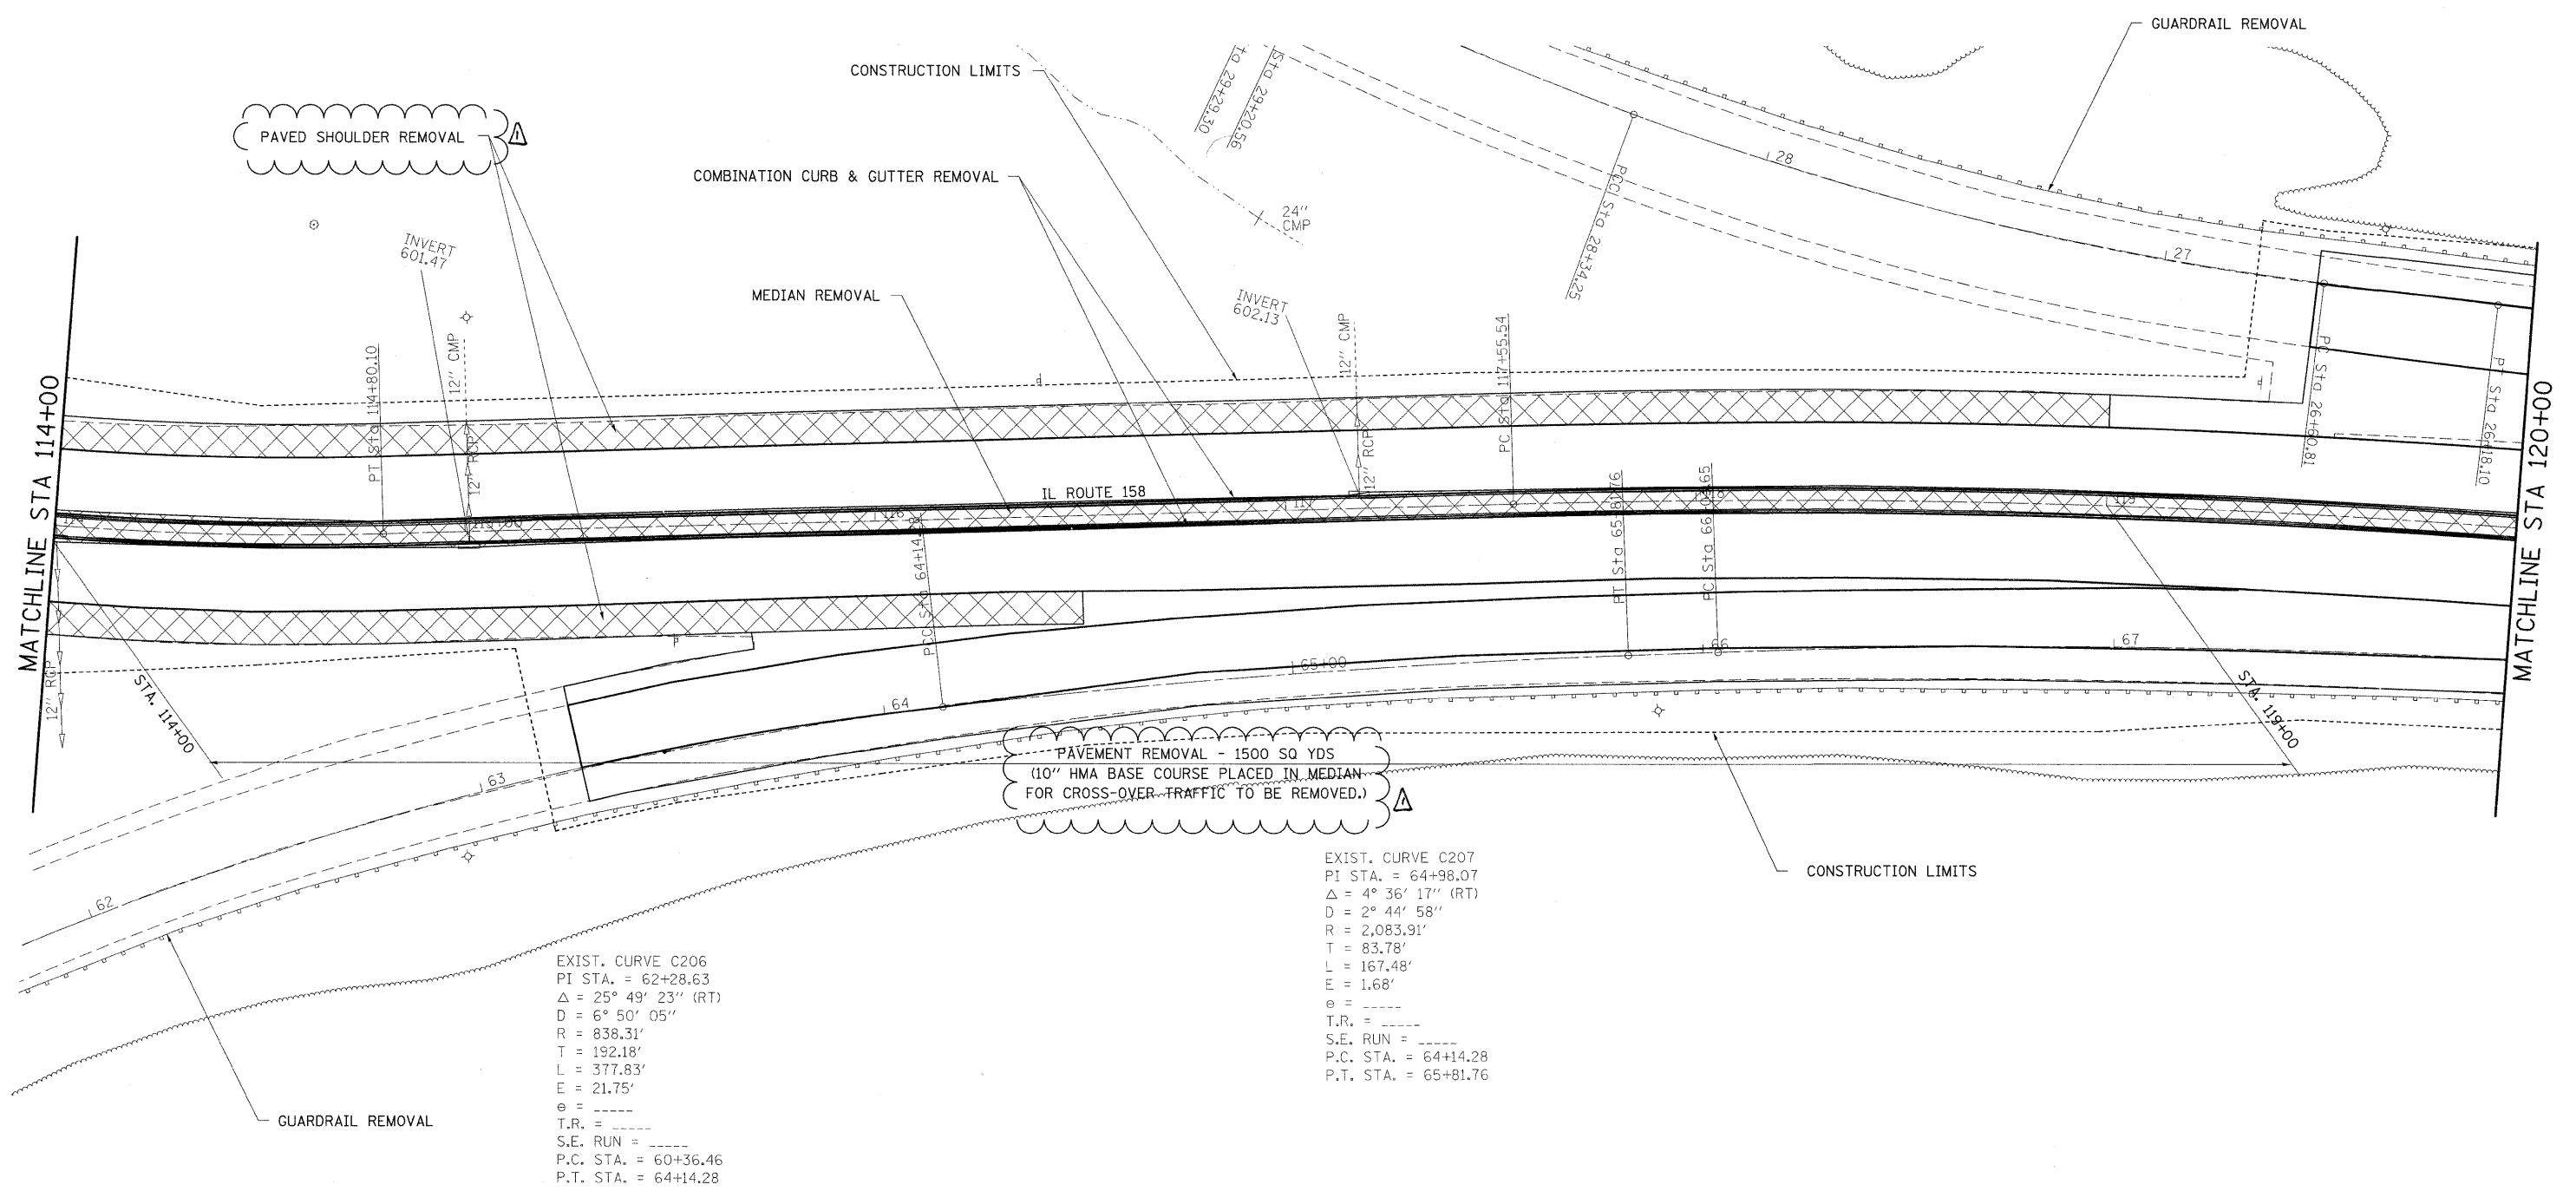 GUARDRAIL REMOVAL
CONSTRUCTION LIMITS
PAVED SHOULDER REMOVAL
COMBINATION CURB & GUTTER REMOVAL
MEDIAN REMOVAL
INVERT
601.47
12" CMP
12" RCP
PT Sta 114+80.10
24"
CMP
INVERT
602.13
12" CMP
12" RCP
PC Sta 117+55.54
Sta 29+20.56
ta 29+29.30
PCC Sta 28+34.25
28
27
PC Sta 26+60.81
PT Sta 26+18.10
MATCHLINE STA 114+00
MATCHLINE STA 120+00
IL ROUTE 158
PCC Sta 64+14.28
PT Sta 65+81.76
PC Sta
12" RCP
STA. 114+00
STA. 119+00
62
63
64
65+00
66
67
PAVEMENT REMOVAL - 1500 SQ YDS
(10" HMA BASE COURSE PLACED IN MEDIAN
FOR CROSS-OVER TRAFFIC TO BE REMOVED.)
CONSTRUCTION LIMITS
GUARDRAIL REMOVAL
EXIST. CURVE C206
PI STA. = 62+28.63
Δ = 25° 49' 23" (RT)
D = 6° 50' 05"
R = 838.31'
T = 192.18'
L = 377.83'
E = 21.75'
e = _____
T.R. = _____
S.E. RUN = _____
P.C. STA. = 60+36.46
P.T. STA. = 64+14.28
EXIST. CURVE C207
PI STA. = 64+98.07
Δ = 4° 36' 17" (RT)
D = 2° 44' 58"
R = 2,083.91'
T = 83.78'
L = 167.48'
E = 1.68'
e = _____
T.R. = _____
S.E. RUN = _____
P.C. STA. = 64+14.28
P.T. STA. = 65+81.76